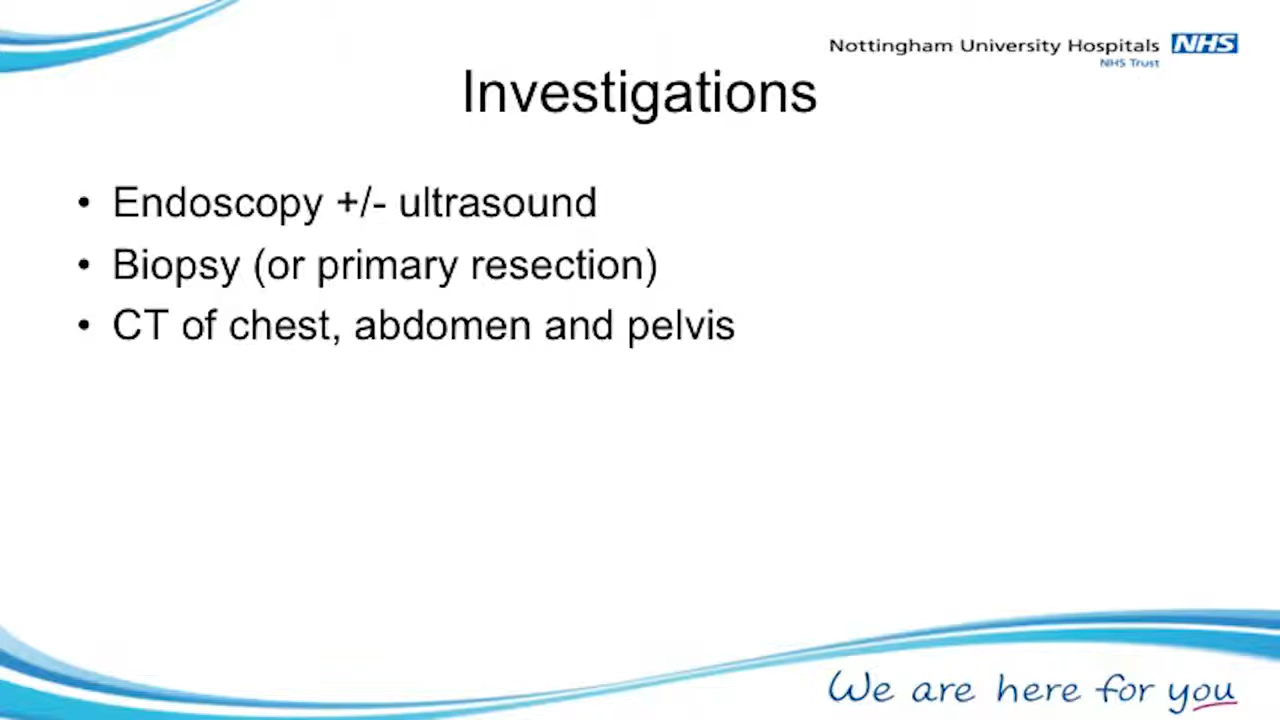 Nottingham University Hospitals NHS
NHS Trust
Investigations
• Endoscopy +/- ultrasound
• Biopsy (or primary resection)
• CT of chest, abdomen and pelvis
We are here for you